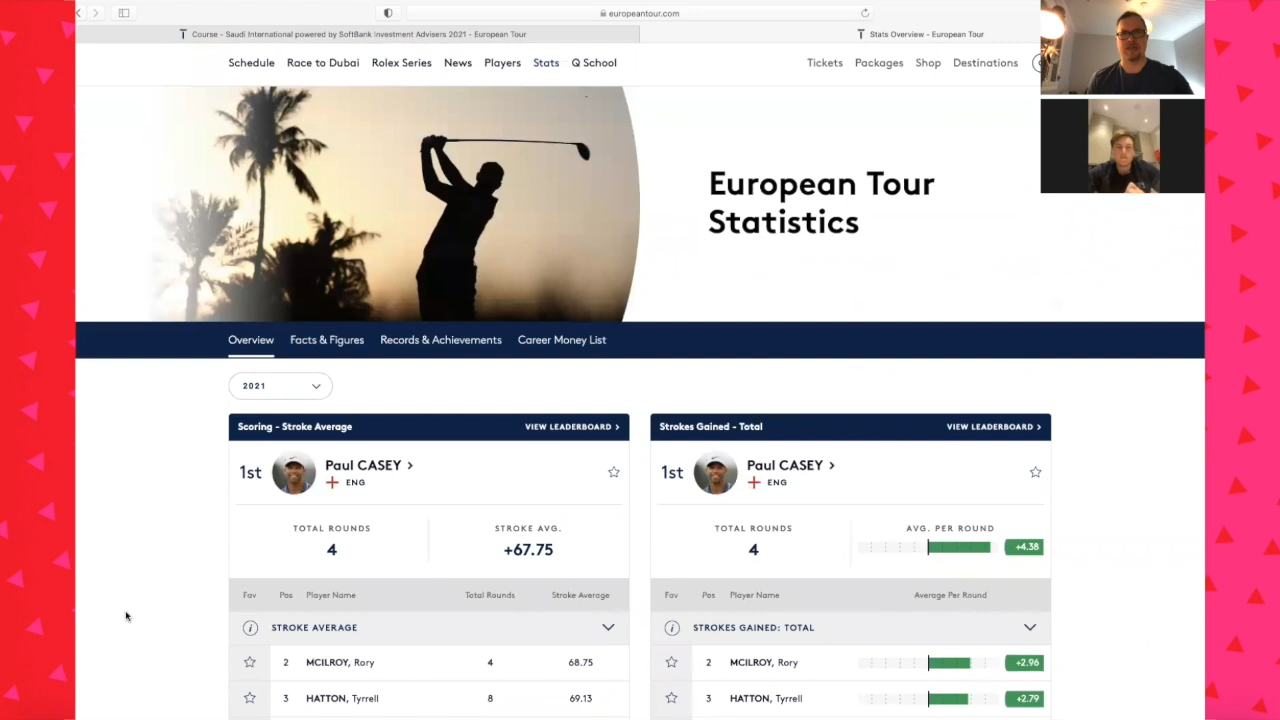 europeantour.com
Course - Saudi International powered by SoftBank Investment Advisers 2021 - European Tour
Stats Overview - European Tour
Schedule Race to Dubai Rolex Series News Players Stats Q School
Tickets Packages Shop Destinations
European Tour
Statistics
Overview Facts & Figures Records & Achievements Career Money List
2021
Scoring - Stroke Average VIEW LEADERBOARD
1st Paul CASEY
ENG
TOTAL ROUNDS STROKE AVG.
4 +67.75
Fav Pos Player Name Total Rounds Stroke Average
STROKE AVERAGE
2 MCILROY, Rory 4 68.75
3 HATTON, Tyrrell 8 69.13
Strokes Gained - Total VIEW LEADERBOARD
1st Paul CASEY
ENG
TOTAL ROUNDS AVG. PER ROUND
4 +4.38
Fav Pos Player Name Average Per Round
STROKES GAINED: TOTAL
2 MCILROY, Rory +2.96
3 HATTON, Tyrrell +2.79